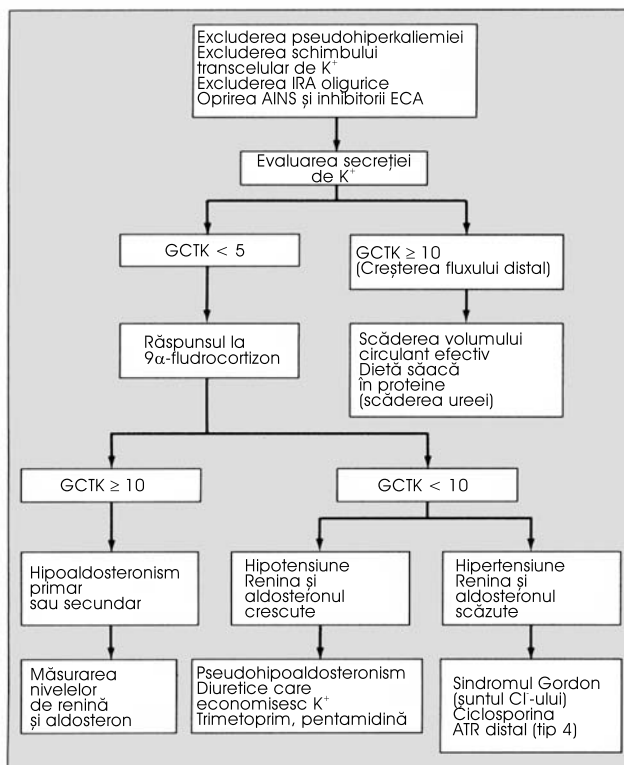 Excluderea pseudohiperkaliemiei
Excluderea schimbului
transcelular de K⁺
Excluderea IRA oligurice
Oprirea AINS și inhibitorii ECA
Evaluarea secreției
de K⁺
GCTK < 5
GCTK ≥ 10
(Creșterea fluxului distal)
Răspunsul la
9α-fludrocortizon
Scăderea volumului
circulant efectiv
Dietă săacă
în proteine
(scăderea ureei)
GCTK ≥ 10
GCTK < 10
Hipoaldosteronism
primar
sau secundar
Hipotensiune
Renina și
aldosteronul
crescute
Hipertensiune
Renina și
aldosteronul
scăzute
Măsurarea
nivelelor
de renină
și aldosteron
Pseudohipoaldosteronism
Diuretice care
economisesc K⁺
Trimetoprim, pentamidină
Sindromul Gordon
(șuntul Cl⁻-ului)
Ciclosporina
ATR distal (tip 4)